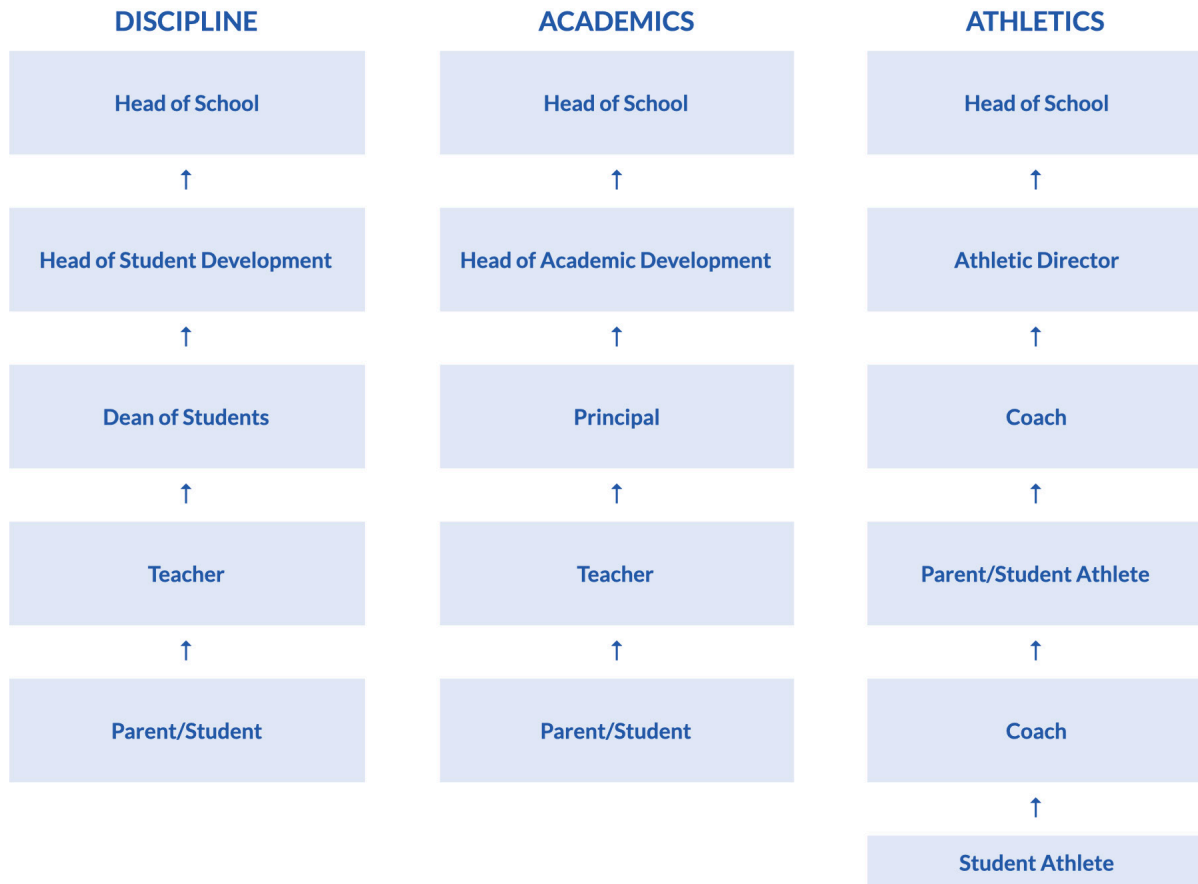 DISCIPLINE
Head of School
↑
Head of Student Development
↑
Dean of Students
↑
Teacher
↑
Parent/Student
ACADEMICS
Head of School
↑
Head of Academic Development
↑
Principal
↑
Teacher
↑
Parent/Student
ATHLETICS
Head of School
↑
Athletic Director
↑
Coach
↑
Parent/Student Athlete
↑
Coach
↑
Student Athlete